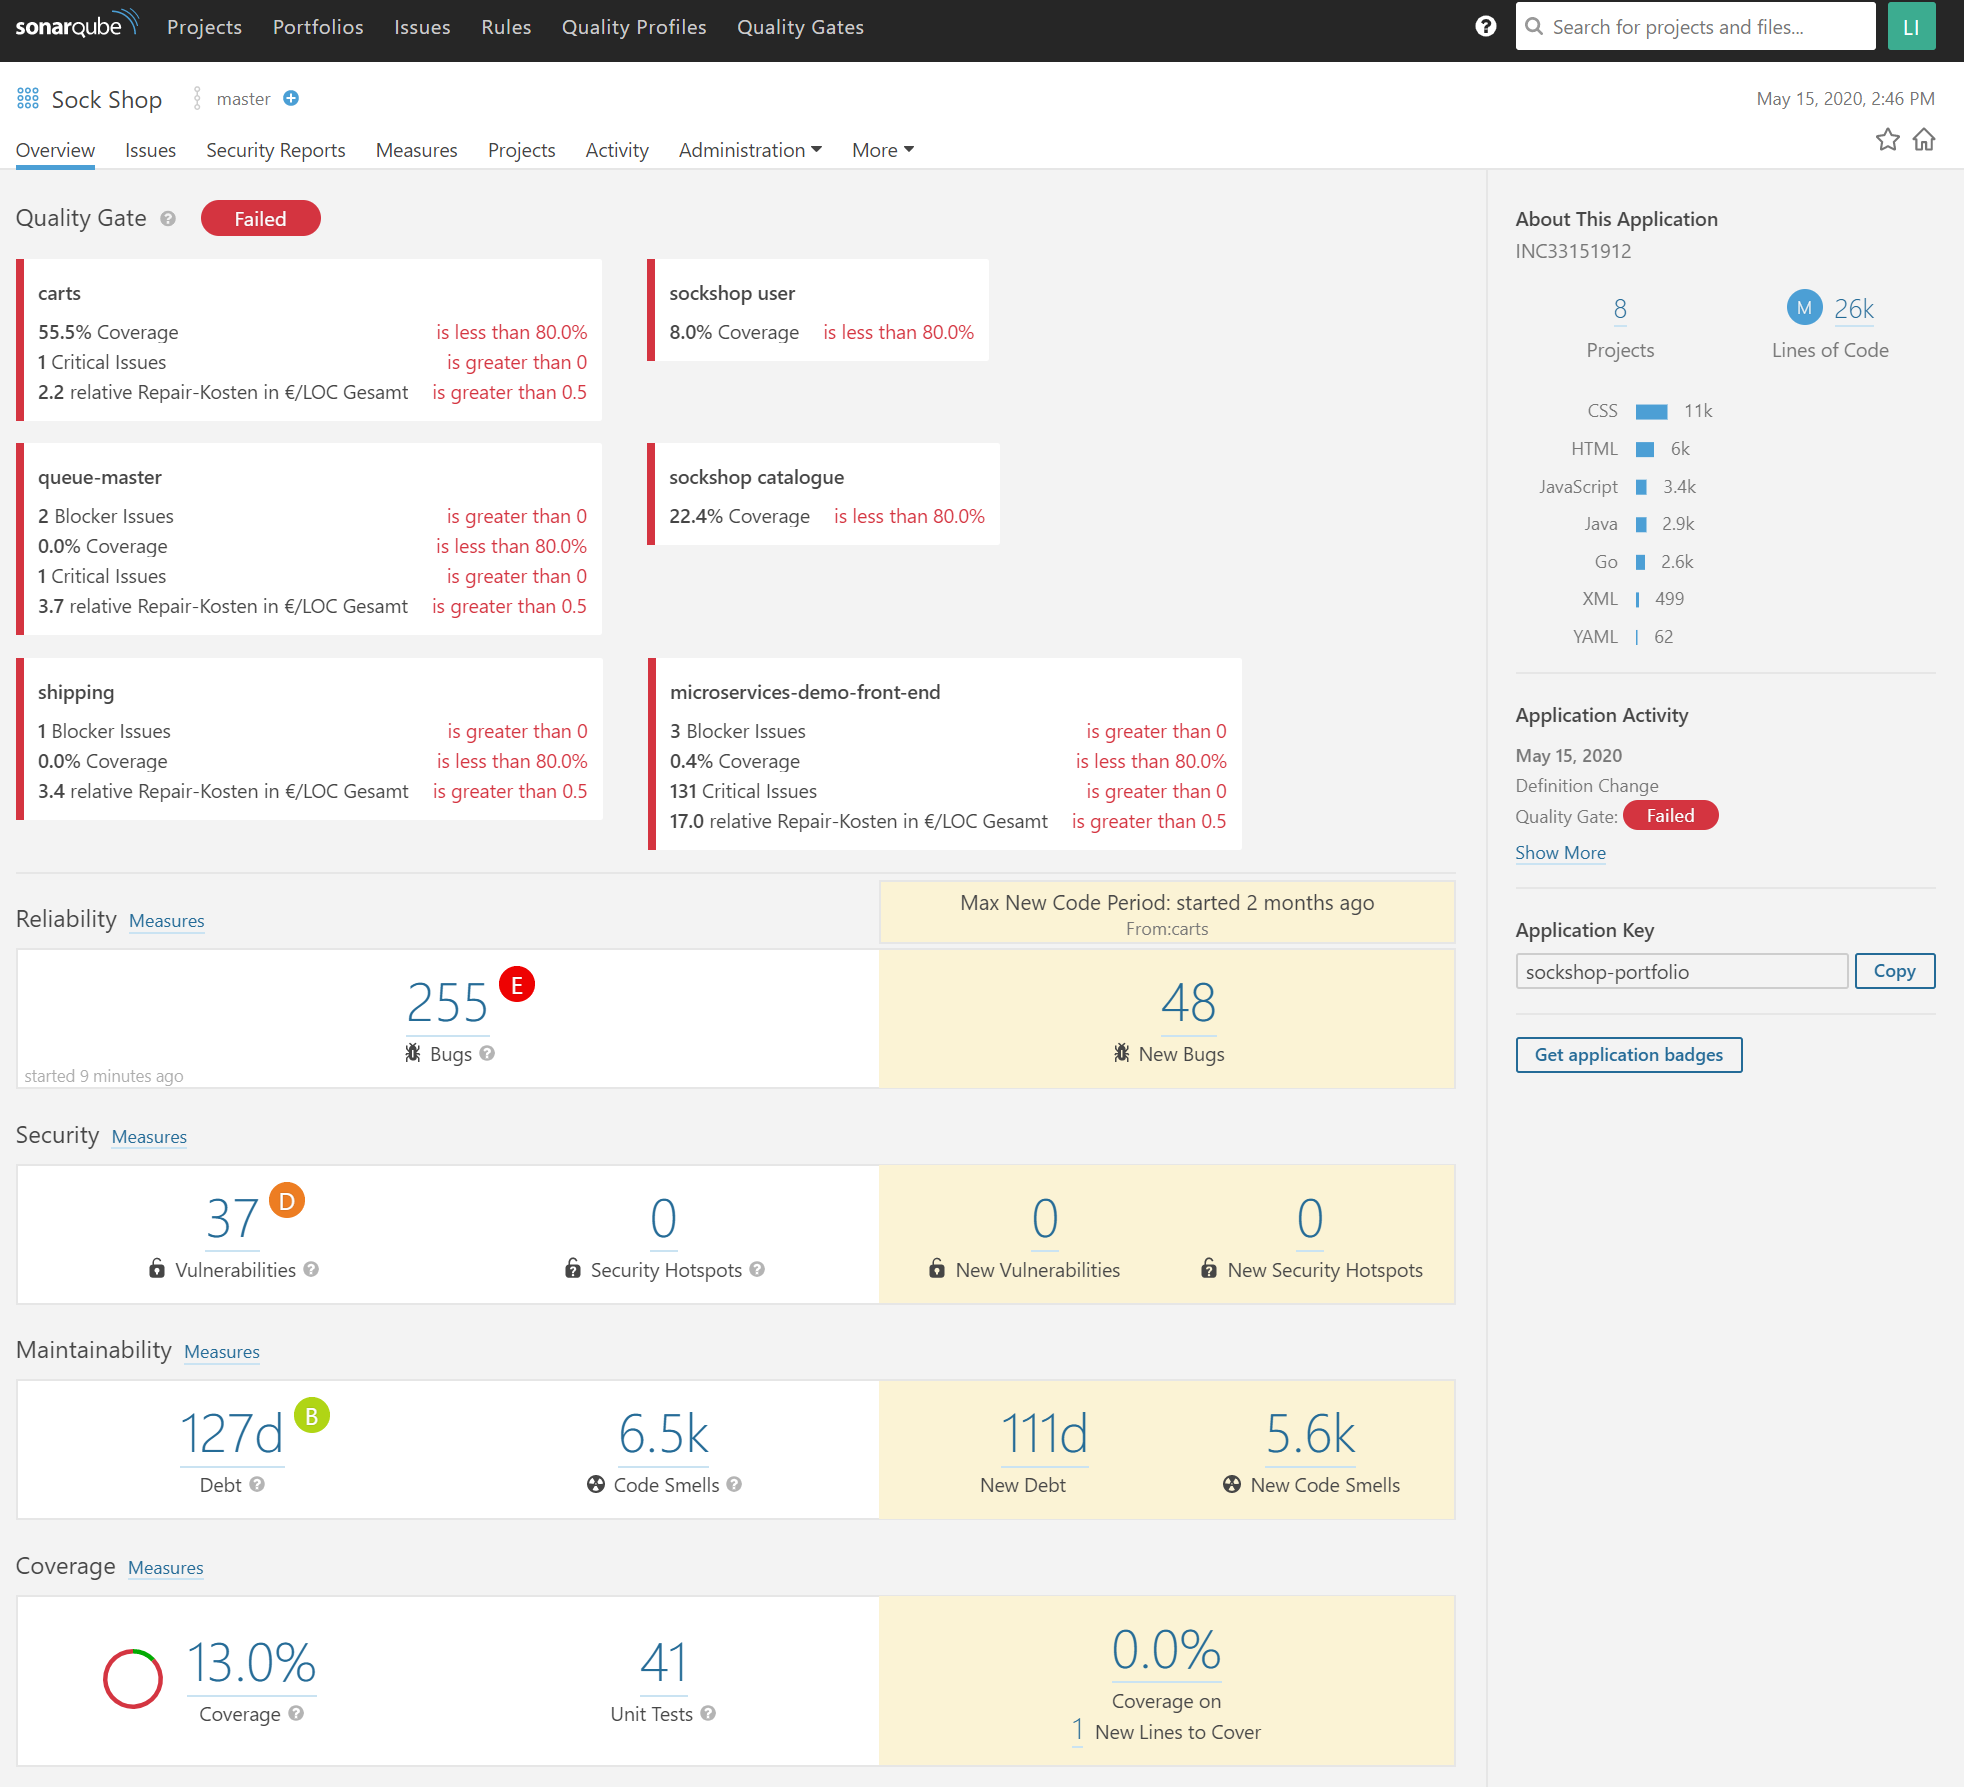 sonarqube Projects Portfolios Issues Rules Quality Profiles Quality Gates Search for projects and files... LI
Sock Shop master May 15, 2020, 2:46 PM
Overview Issues Security Reports Measures Projects Activity Administration More
Quality Gate Failed
carts
55.5% Coverage is less than 80.0%
1 Critical Issues is greater than 0
2.2 relative Repair-Kosten in €/LOC Gesamt is greater than 0.5
sockshop user
8.0% Coverage is less than 80.0%
queue-master
2 Blocker Issues is greater than 0
0.0% Coverage is less than 80.0%
1 Critical Issues is greater than 0
3.7 relative Repair-Kosten in €/LOC Gesamt is greater than 0.5
sockshop catalogue
22.4% Coverage is less than 80.0%
shipping
1 Blocker Issues is greater than 0
0.0% Coverage is less than 80.0%
3.4 relative Repair-Kosten in €/LOC Gesamt is greater than 0.5
microservices-demo-front-end
3 Blocker Issues is greater than 0
0.4% Coverage is less than 80.0%
131 Critical Issues is greater than 0
17.0 relative Repair-Kosten in €/LOC Gesamt is greater than 0.5
Reliability Measures
Max New Code Period: started 2 months ago
From:carts
255 E
Bugs
started 9 minutes ago
48
New Bugs
Security Measures
37 D
Vulnerabilities
0
Security Hotspots
0
New Vulnerabilities
0
New Security Hotspots
Maintainability Measures
127d B
Debt
6.5k
Code Smells
111d
New Debt
5.6k
New Code Smells
Coverage Measures
13.0%
Coverage
41
Unit Tests
0.0%
Coverage on
1 New Lines to Cover
About This Application
INC33151912
8
Projects
M 26k
Lines of Code
CSS 11k
HTML 6k
JavaScript 3.4k
Java 2.9k
Go 2.6k
XML 499
YAML 62
Application Activity
May 15, 2020
Definition Change
Quality Gate: Failed
Show More
Application Key
sockshop-portfolio Copy
Get application badges